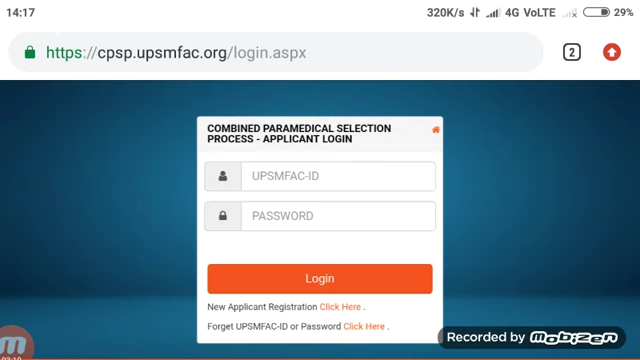 14:17 320K/s 4G VoLTE 29%
https://cpsp.upsmfac.org/login.aspx 2
COMBINED PARAMEDICAL SELECTION
PROCESS - APPLICANT LOGIN
UPSMFAC-ID
PASSWORD
Login
New Applicant Registration Click Here .
Forget UPSMFAC-ID or Password Click Here .
Recorded by mobizen